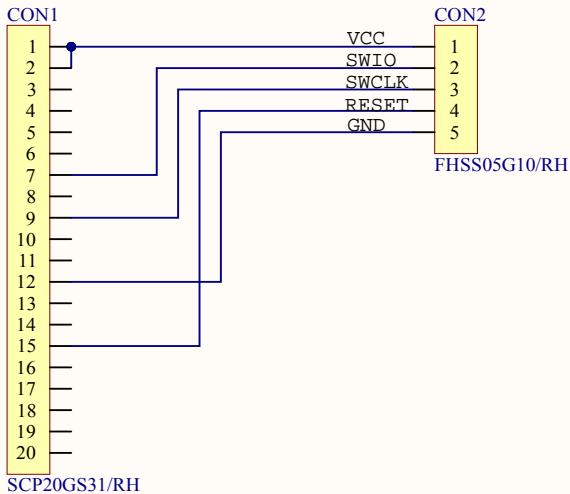 CON1
1
2
3
4
5
6
7
8
9
10
11
12
13
14
15
16
17
18
19
20
SCP20GS31/RH
VCC
SWIO
SWCLK
RESET
GND
CON2
1
2
3
4
5
FHSS05G10/RH